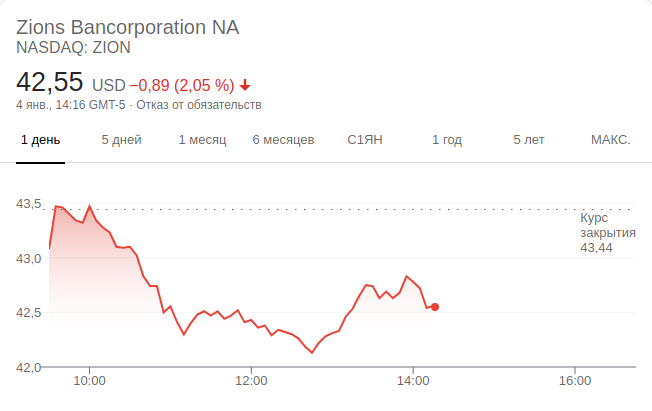 Zions Bancorporation NA
NASDAQ: ZION
42,55 USD −0,89 (2,05 %)
4 янв., 14:16 GMT-5 · Отказ от обязательств
1 день 5 дней 1 месяц 6 месяцев С1ЯН 1 год 5 лет МАКС.
43,5
Курс
закрытия
43,44
43,0
42,5
42,0
10:00 12:00 14:00 16:00